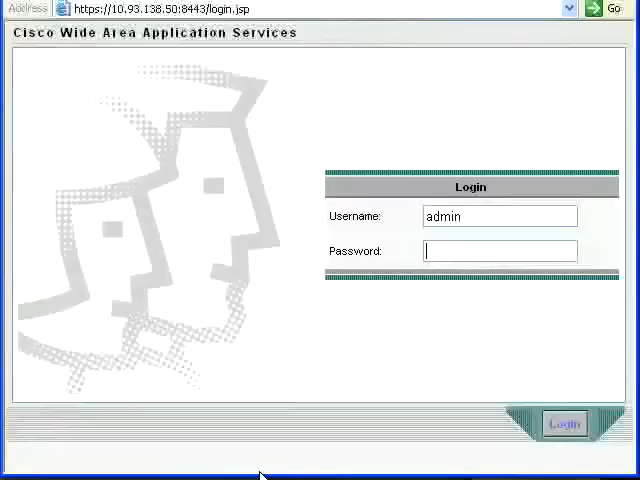 Address https://10.93.138.50:8443/login.jsp Go
Cisco Wide Area Application Services
Login
Username: admin
Password:
Login